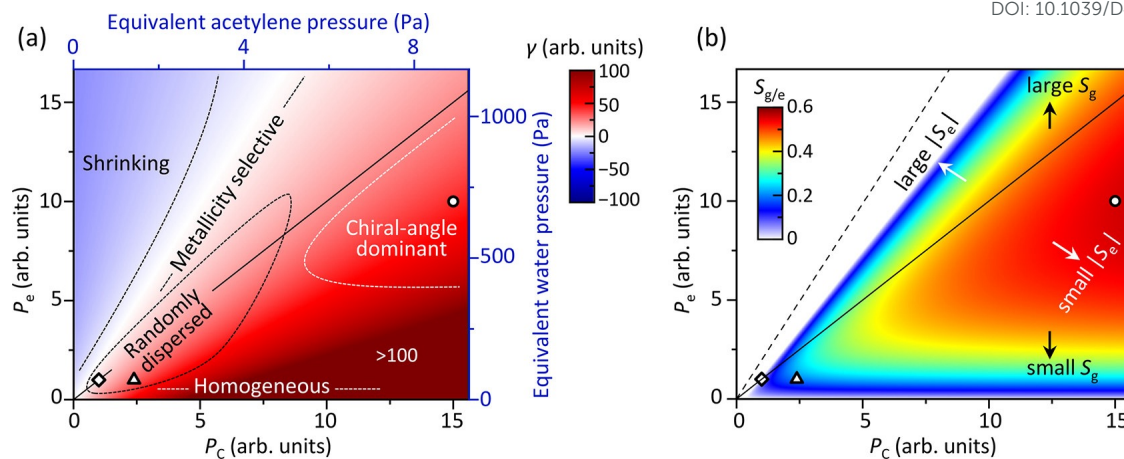 DOI: 10.1039/D
(a)
Equivalent acetylene pressure (Pa)
0
4
8
γ (arb. units)
100
50
0
−50
−100
15
10
5
0
Pe (arb. units)
Shrinking
Metallicity selective
Randomly
dispersed
Chiral-angle
dominant
>100
Homogeneous
1000
500
0
Equivalent water pressure (Pa)
0
5
10
15
PC (arb. units)
(b)
Sg/e
0.6
0.4
0.2
0
15
10
5
0
Pe (arb. units)
large |Se|
large Sg
small |Se|
small Sg
0
5
10
15
PC (arb. units)